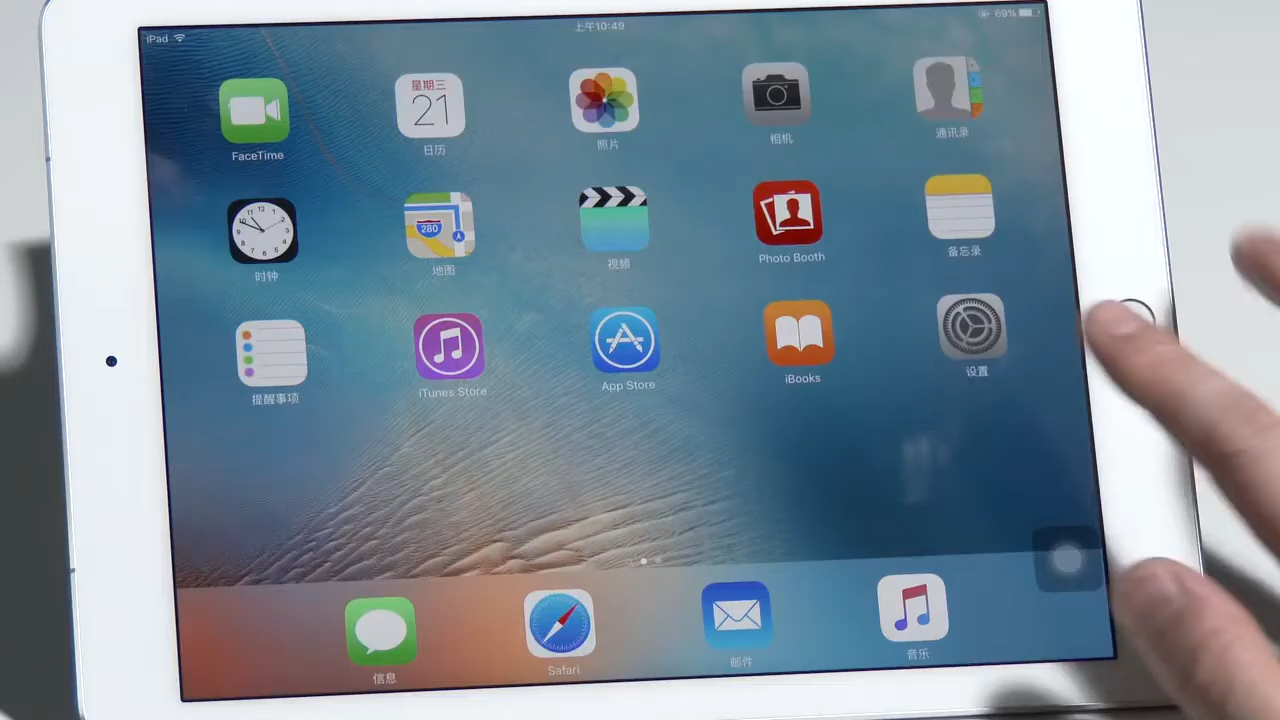 iPad 上午10:49 69%
FaceTime
星期三
21
日历
照片
相机
通讯录
时钟
280
地图
视频
Photo Booth
备忘录
提醒事项
iTunes Store
App Store
iBooks
设置
信息
Safari
邮件
音乐